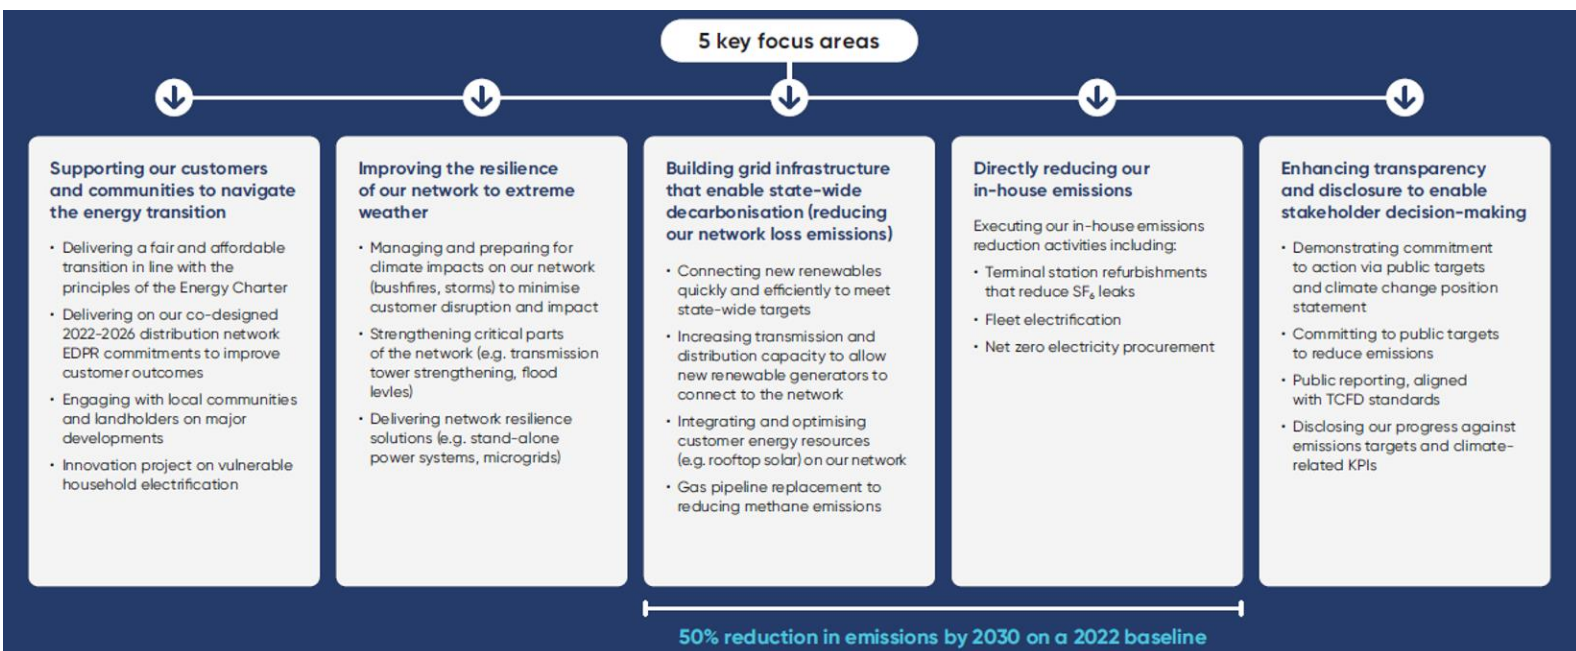 5 key focus areas
Supporting our customers
and communities to navigate
the energy transition
• Delivering a fair and affordable
transition in line with the
principles of the Energy Charter
• Delivering on our co-designed
2022-2026 distribution network
EDPR commitments to improve
customer outcomes
• Engaging with local communities
and landholders on major
developments
• Innovation project on vulnerable
household electrification
Improving the resilience
of our network to extreme
weather
• Managing and preparing for
climate impacts on our network
(bushfires, storms) to minimise
customer disruption and impact
• Strengthening critical parts
of the network (e.g. transmission
tower strengthening, flood
levles)
• Delivering network resilience
solutions (e.g. stand-alone
power systems, microgrids)
Building grid infrastructure
that enable state-wide
decarbonisation (reducing
our network loss emissions)
• Connecting new renewables
quickly and efficiently to meet
state-wide targets
• Increasing transmission and
distribution capacity to allow
new renewable generators to
connect to the network
• Integrating and optimising
customer energy resources
(e.g. rooftop solar) on our network
• Gas pipeline replacement to
reducing methane emissions
Directly reducing our
in-house emissions
Executing our in-house emissions
reduction activities including:
• Terminal station refurbishments
that reduce SF₆ leaks
• Fleet electrification
• Net zero electricity procurement
Enhancing transparency
and disclosure to enable
stakeholder decision-making
• Demonstrating commitment
to action via public targets
and climate change position
statement
• Committing to public targets
to reduce emissions
• Public reporting, aligned
with TCFD standards
• Disclosing our progress against
emissions targets and climate-
related KPIs
50% reduction in emissions by 2030 on a 2022 baseline